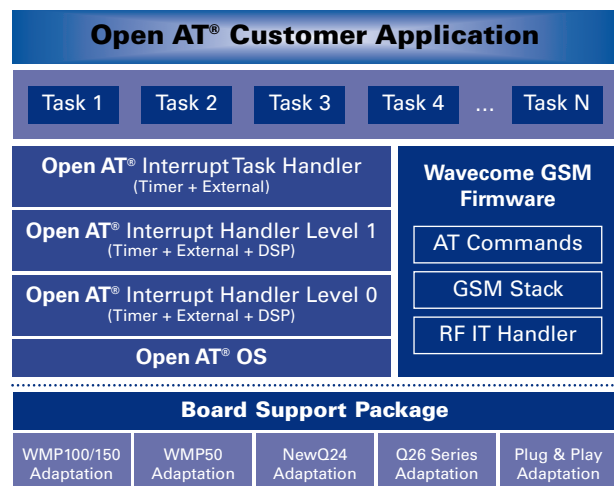 Open AT® Customer Application
Task 1 Task 2 Task 3 Task 4 ... Task N
Open AT® Interrupt Task Handler
(Timer + External)
Open AT® Interrupt Handler Level 1
(Timer + External + DSP)
Open AT® Interrupt Handler Level 0
(Timer + External + DSP)
Open AT® OS
Wavecome GSM
Firmware
AT Commands
GSM Stack
RF IT Handler
Board Support Package
WMP100/150
Adaptation
WMP50
Adaptation
NewQ24
Adaptation
Q26 Series
Adaptation
Plug & Play
Adaptation